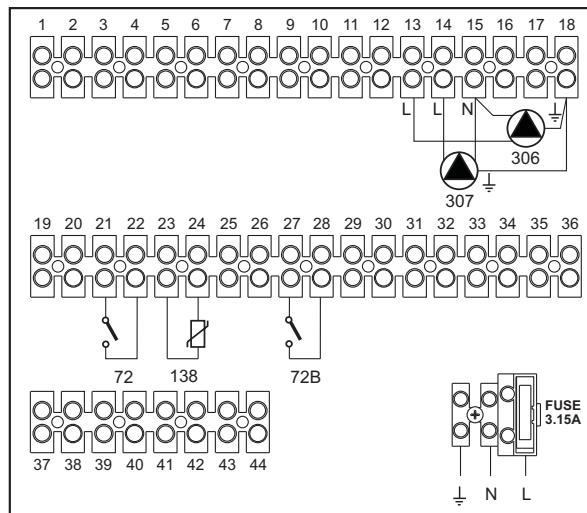 1 2 3 4 5 6 7 8 9 10 11 12 13 14 15 16 17 18
L L N ⏚
306
307 ⏚
19 20 21 22 23 24 25 26 27 28 29 30 31 32 33 34 35 36
72 138 72B
FUSE
3.15A
37 38 39 40 41 42 43 44
⏚ N L